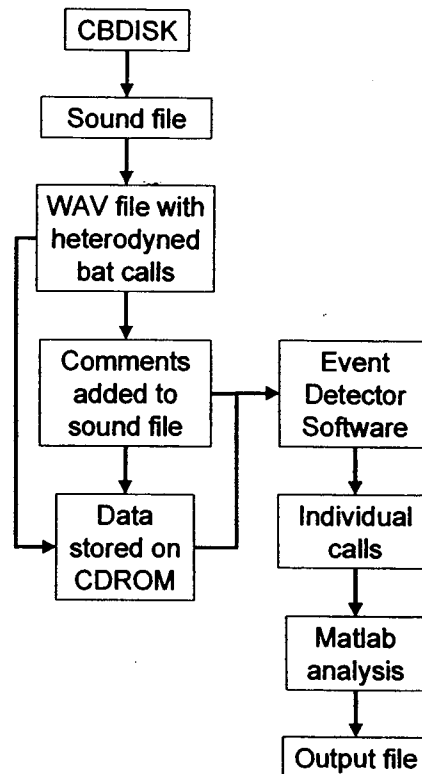 CBDISK
Sound file
WAV file with
heterodyned
bat calls
Comments
added to
sound file
Data
stored on
CDROM
Event
Detector
Software
Individual
calls
Matlab
analysis
Output file